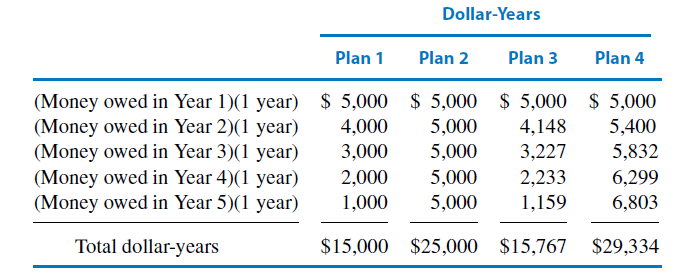 Dollar-Years
Plan 1 Plan 2 Plan 3 Plan 4
(Money owed in Year 1)(1 year) $ 5,000 $ 5,000 $ 5,000 $ 5,000
(Money owed in Year 2)(1 year) 4,000 5,000 4,148 5,400
(Money owed in Year 3)(1 year) 3,000 5,000 3,227 5,832
(Money owed in Year 4)(1 year) 2,000 5,000 2,233 6,299
(Money owed in Year 5)(1 year) 1,000 5,000 1,159 6,803
Total dollar-years $15,000 $25,000 $15,767 $29,334